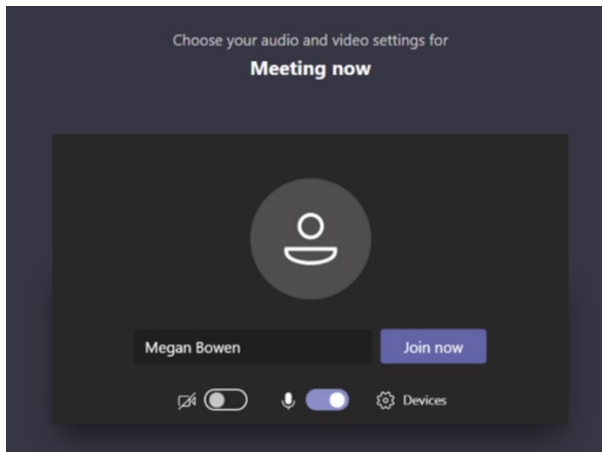 Choose your audio and video settings for
Meeting now
Megan Bowen
Join now
Devices